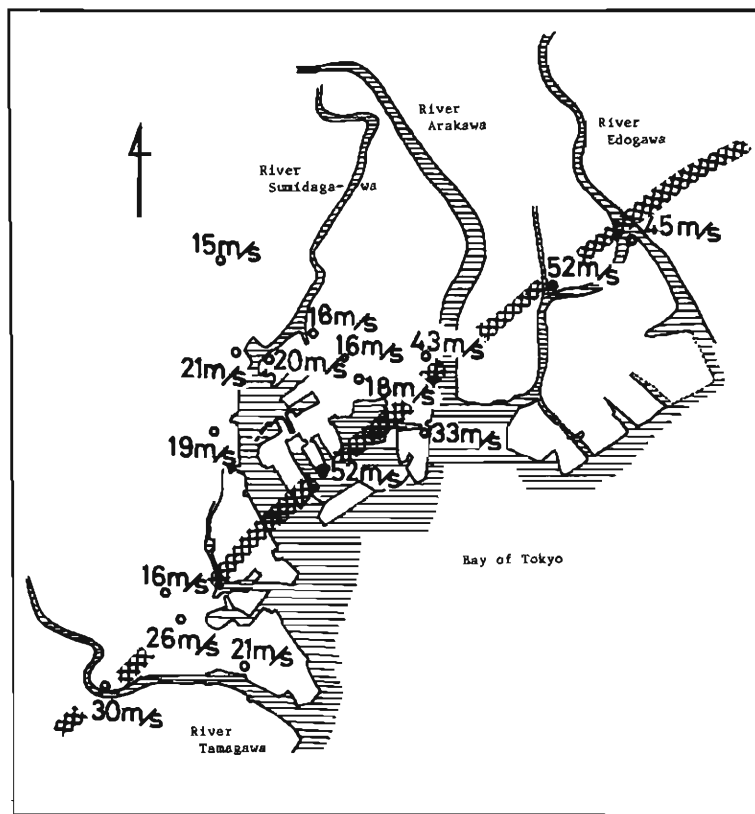 River
Arakawa
River
Edogawa
River
Sumidaga-wa
15m/s
45m/s
52m/s
18m/s
16m/s
43m/s
21m/s
20m/s
18m/s
19m/s
33m/s
52m/s
Bay of Tokyo
16m/s
26m/s
21m/s
30m/s
River
Tamagawa